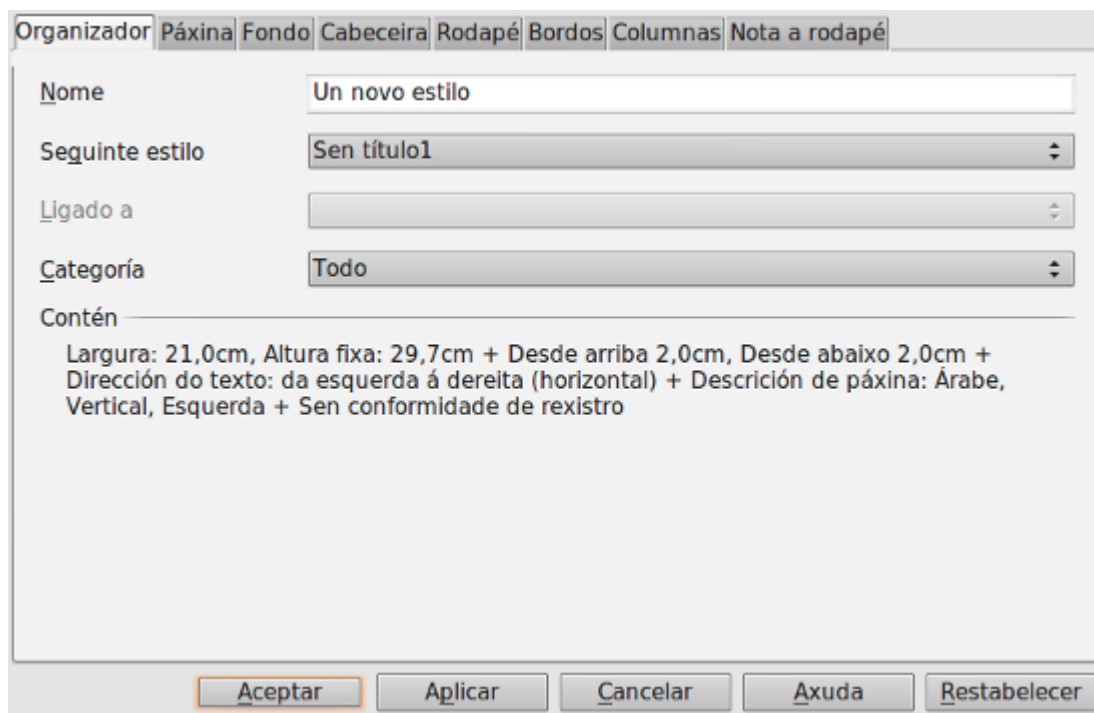 Organizador Páxina Fondo Cabeceira Rodapé Bordos Columnas Nota a rodapé
Nome Un novo estilo
Seguinte estilo Sen título1
Ligado a
Categoría Todo
Contén
Largura: 21,0cm, Altura fixa: 29,7cm + Desde arriba 2,0cm, Desde abaixo 2,0cm +
Dirección do texto: da esquerda á dereita (horizontal) + Descrición de páxina: Árabe,
Vertical, Esquerda + Sen conformidade de rexistro
Aceptar Aplicar Cancelar Axuda Restabelecer